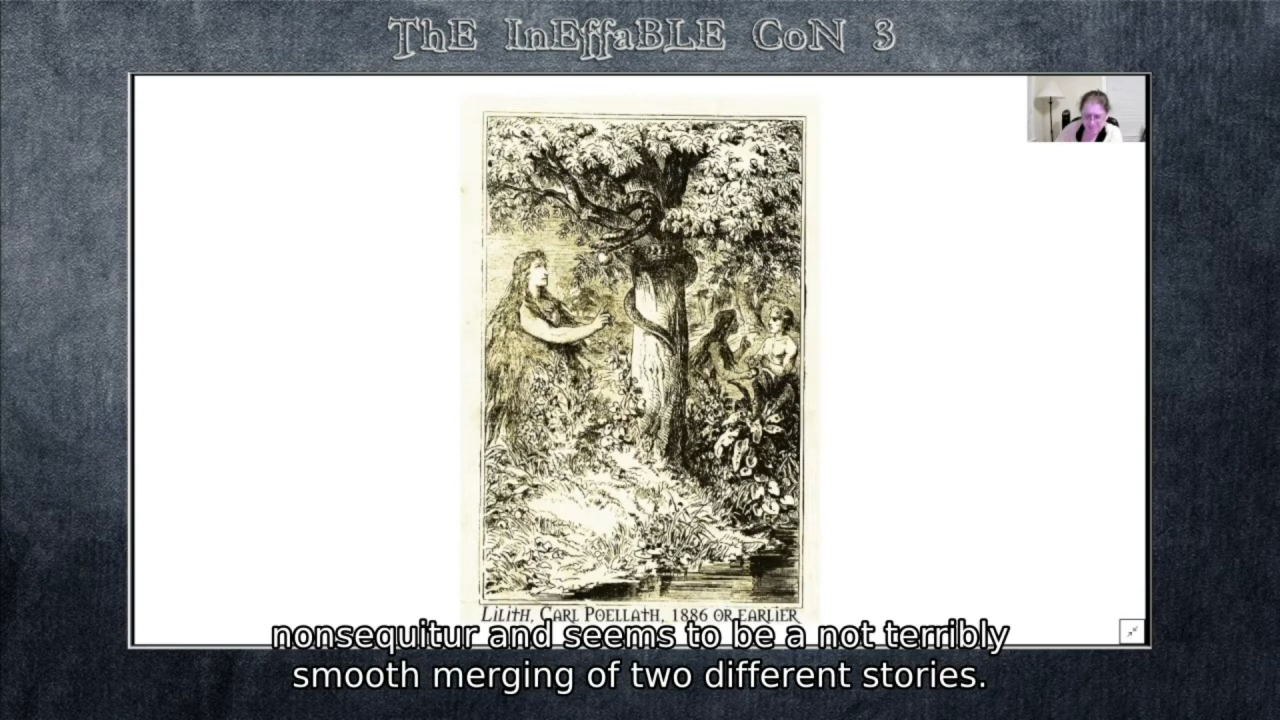 ThE InEffaBLE CoN 3
Lilith, Carl Poellath, 1886 or earlier
nonsequitur and seems to be a not terribly
smooth merging of two different stories.